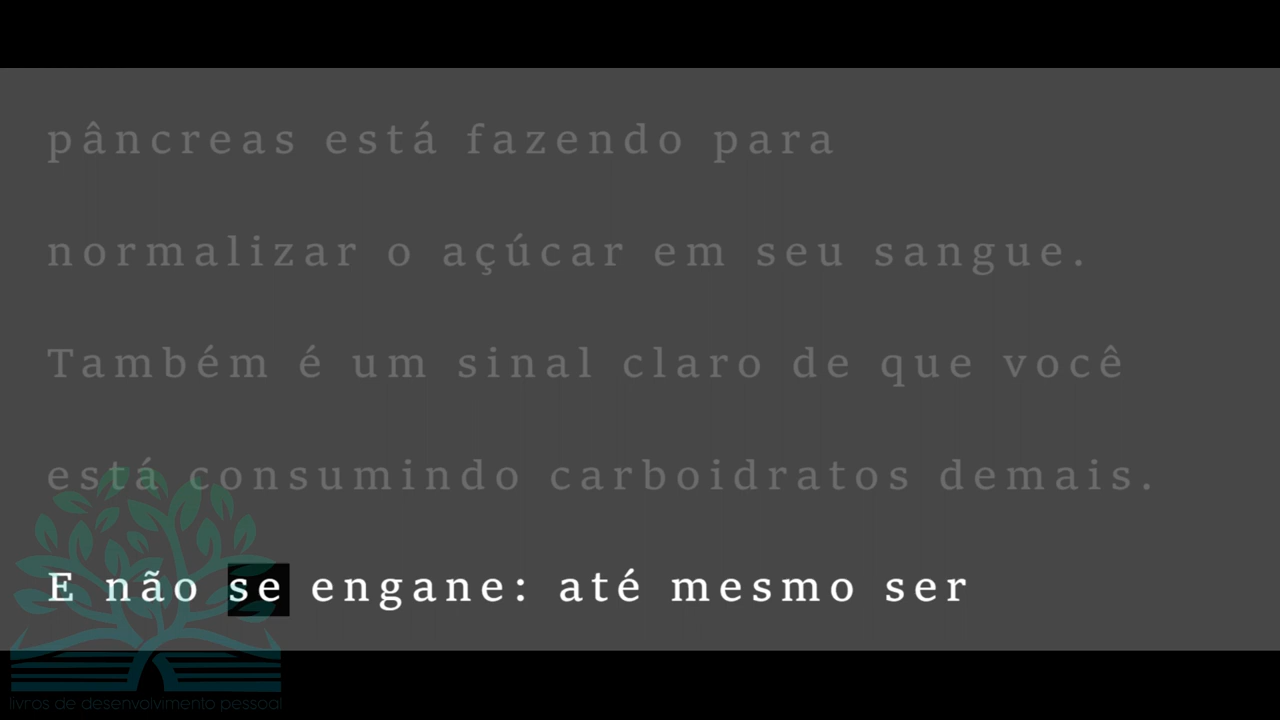 pâncreas está fazendo para
normalizar o açúcar em seu sangue.
Também é um sinal claro de que você
está consumindo carboidratos demais.
E não se engane: até mesmo ser
livros de desenvolvimento pessoal